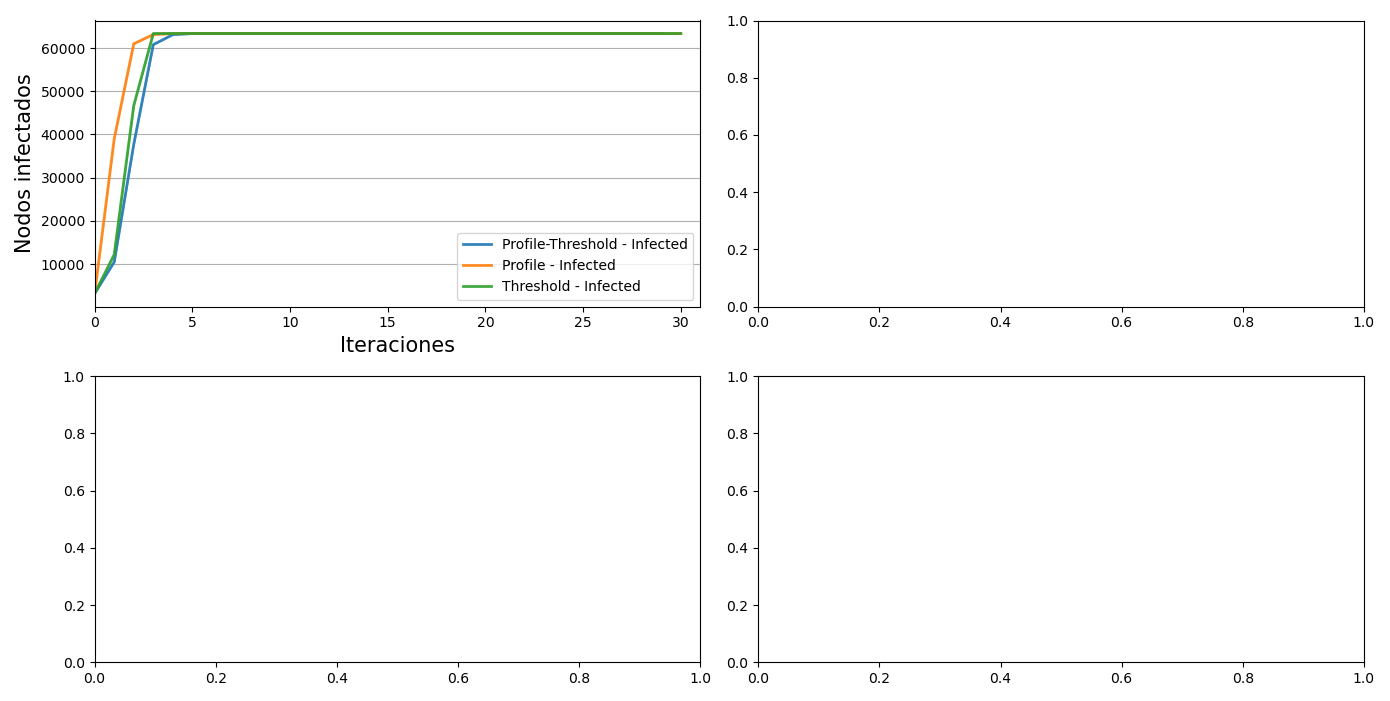 Nodos infectados
60000
50000
40000
30000
20000
10000
Profile-Threshold - Infected
Profile - Infected
Threshold - Infected
0 5 10 15 20 25 30
Iteraciones
1.0
0.8
0.6
0.4
0.2
0.0
0.0 0.2 0.4 0.6 0.8 1.0
1.0
0.8
0.6
0.4
0.2
0.0
0.0 0.2 0.4 0.6 0.8 1.0
1.0
0.8
0.6
0.4
0.2
0.0
0.0 0.2 0.4 0.6 0.8 1.0